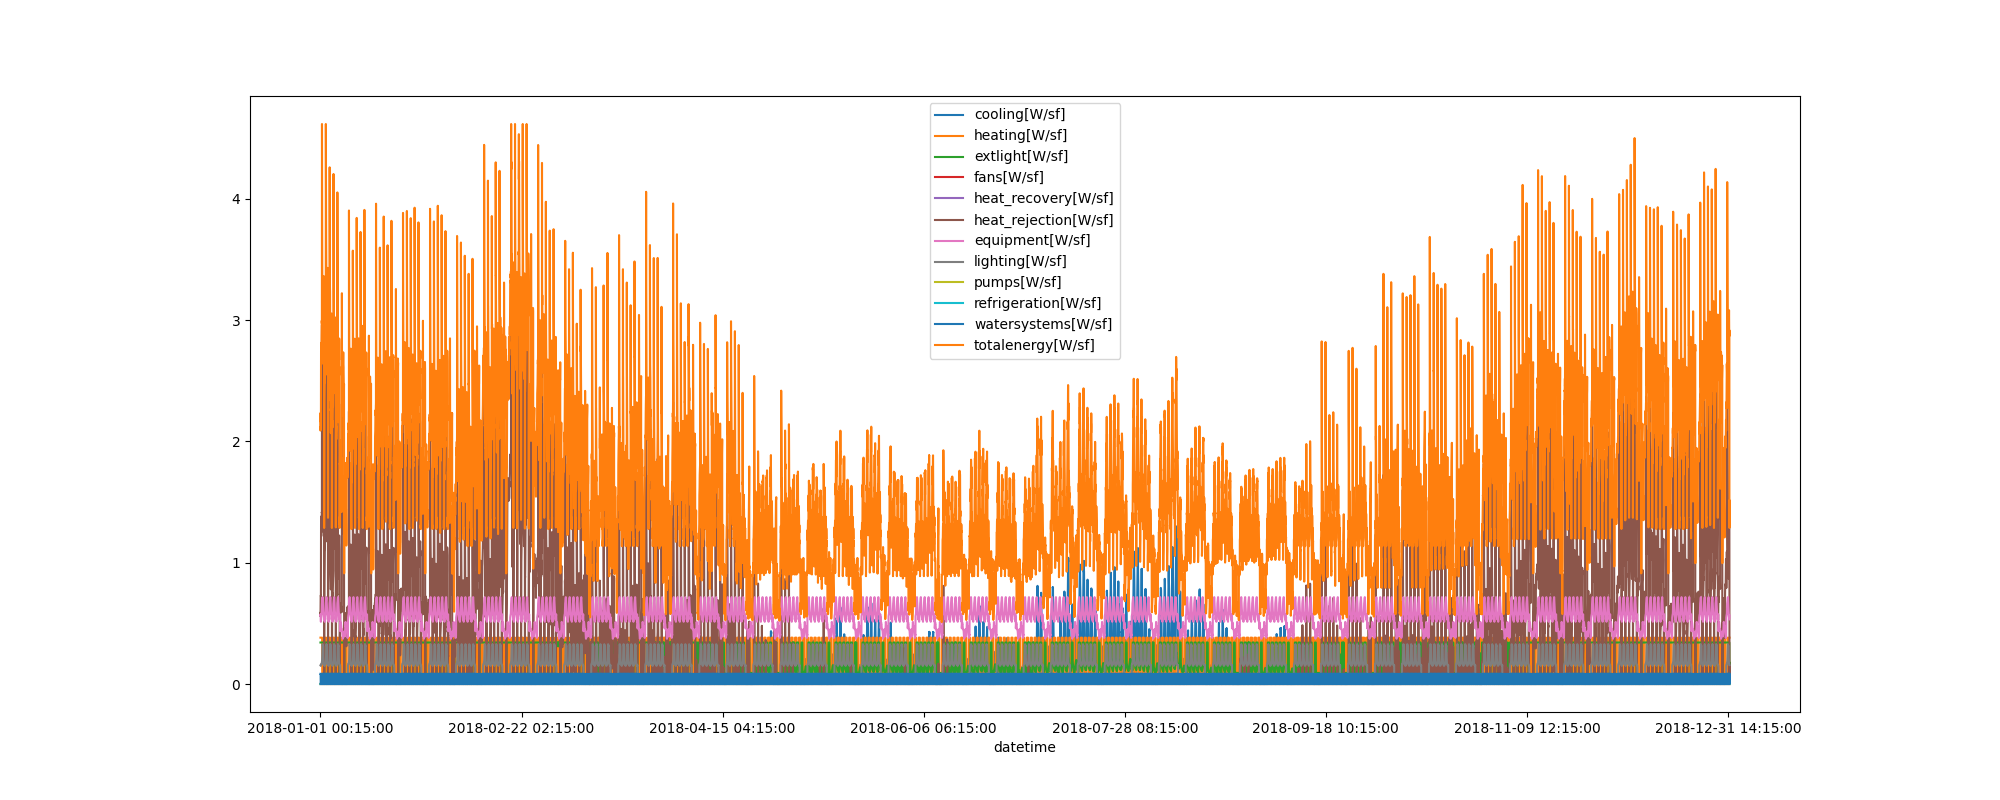 cooling[W/sf]
heating[W/sf]
extlight[W/sf]
fans[W/sf]
heat_recovery[W/sf]
heat_rejection[W/sf]
equipment[W/sf]
lighting[W/sf]
pumps[W/sf]
refrigeration[W/sf]
watersystems[W/sf]
totalenergy[W/sf]
4
3
2
1
0
2018-01-01 00:15:00 2018-02-22 02:15:00 2018-04-15 04:15:00 2018-06-06 06:15:00 2018-07-28 08:15:00 2018-09-18 10:15:00 2018-11-09 12:15:00 2018-12-31 14:15:00
datetime